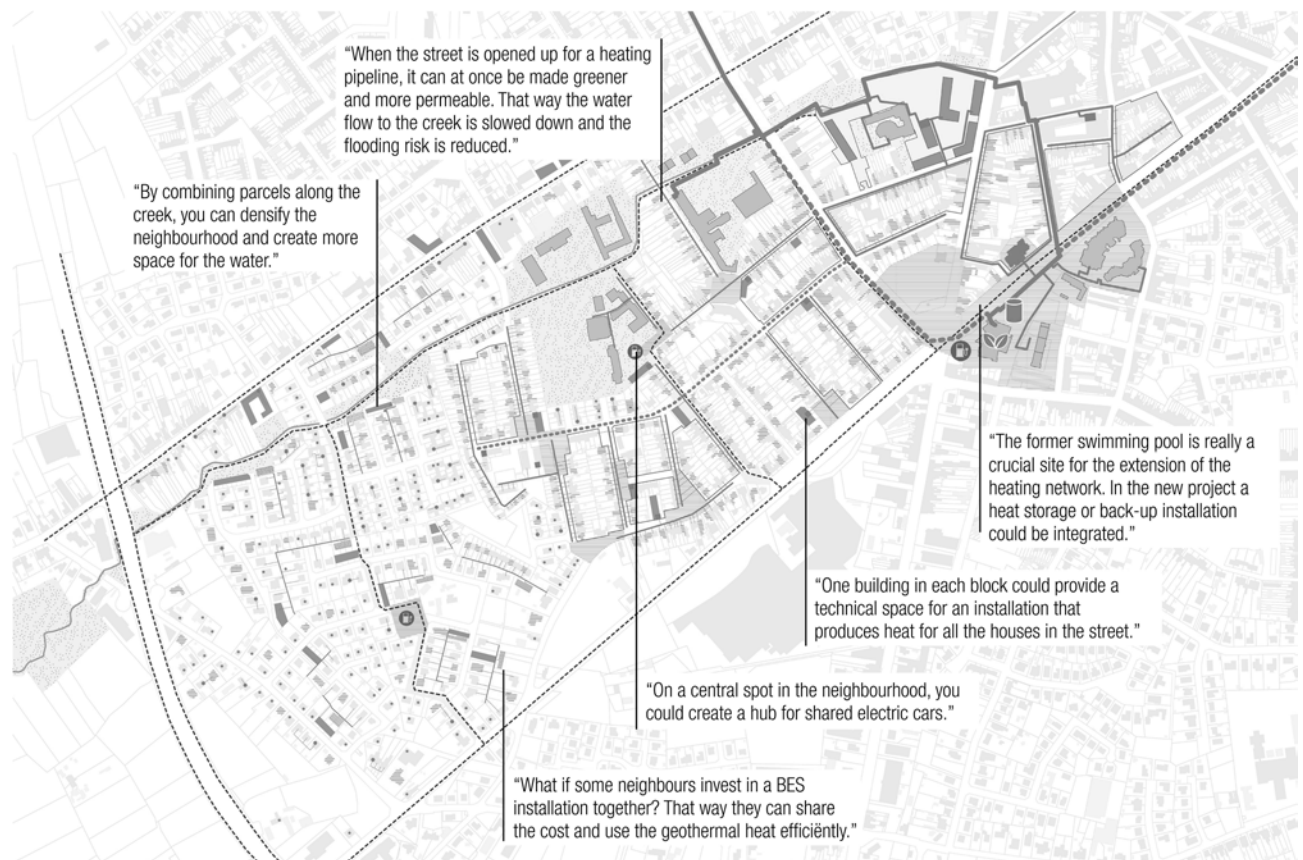 “When the street is opened up for a heating
pipeline, it can at once be made greener
and more permeable. That way the water
flow to the creek is slowed down and the
flooding risk is reduced.”
“By combining parcels along the
creek, you can densify the
neighbourhood and create more
space for the water.”
“The former swimming pool is really a
crucial site for the extension of the
heating network. In the new project a
heat storage or back-up installation
could be integrated.”
“One building in each block could provide a
technical space for an installation that
produces heat for all the houses in the street.”
“On a central spot in the neighbourhood, you
could create a hub for shared electric cars.”
“What if some neighbours invest in a BES
installation together? That way they can share
the cost and use the geothermal heat efficiëntly.”